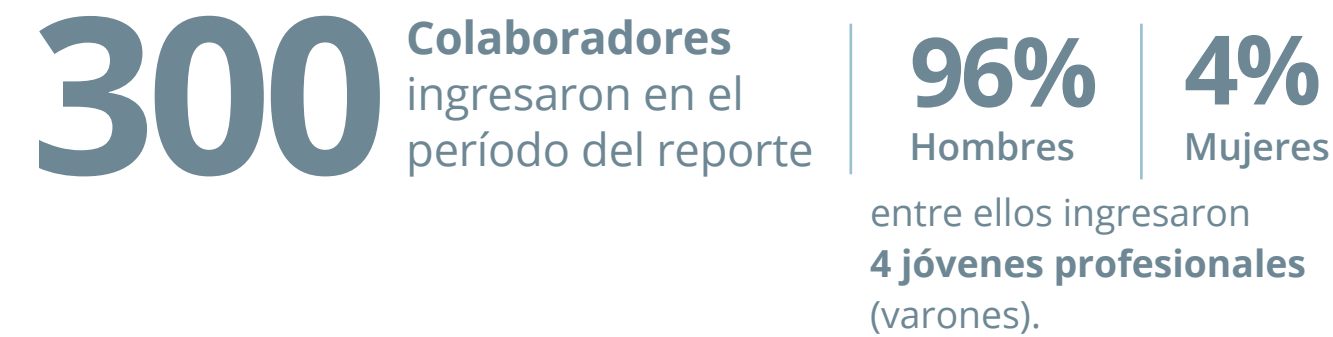 300
Colaboradores
ingresaron en el
período del reporte
96%
Hombres
4%
Mujeres
entre ellos ingresaron
4 jóvenes profesionales
(varones).